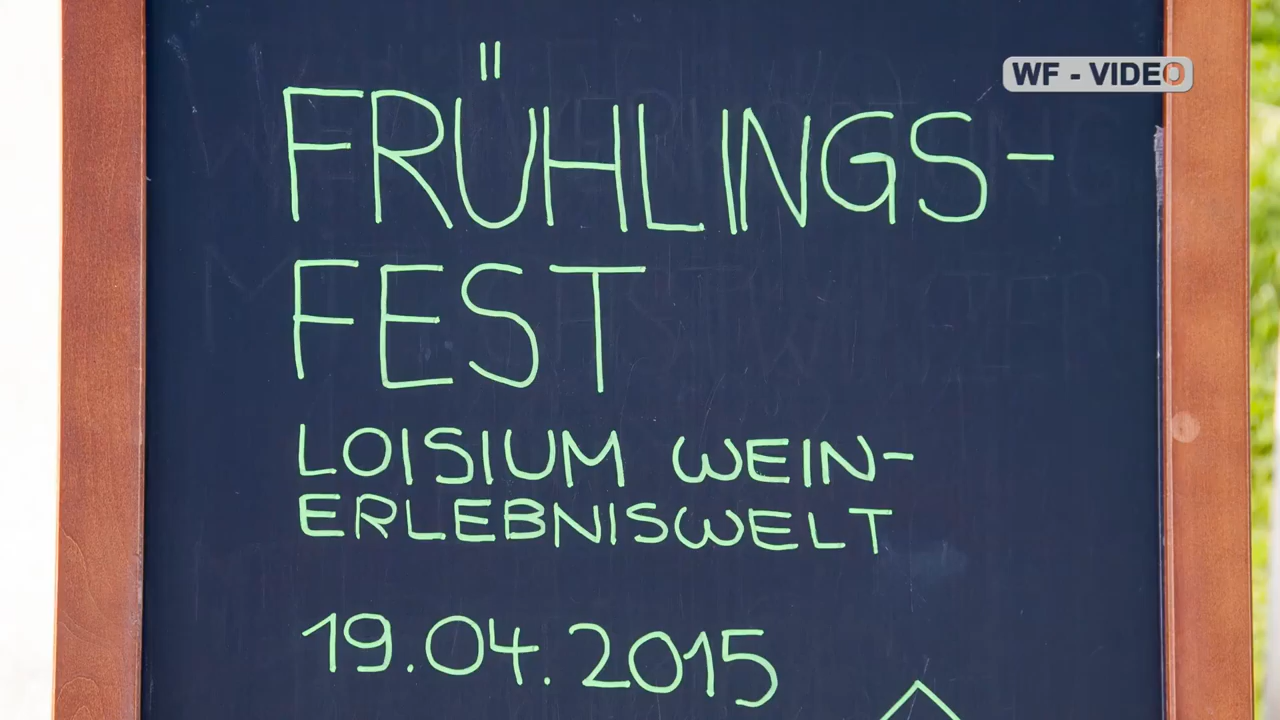 WF - VIDEO
FRÜHLINGS-
FEST
LOISIUM WEIN-
ERLEBNISWELT
19.04.2015